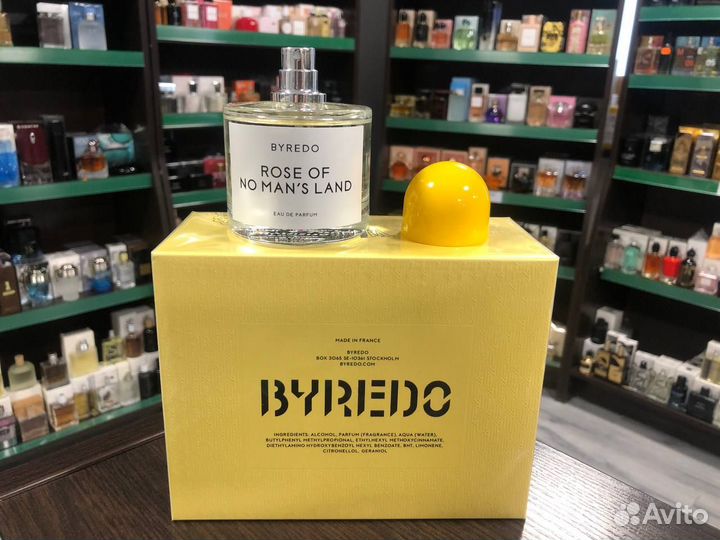 BYREDO
ROSE OF
NO MAN'S LAND
EAU DE PARFUM
MADE IN FRANCE
BYREDO
BOX 3065 SE-10361 STOCKHOLM
BYREDO.COM
BYREDO
INGREDIENTS: ALCOHOL, PARFUM (FRAGRANCE), AQUA (WATER),
BUTYLPHENYL METHYLPROPIONAL, ETHYLHEXYL METHOXYCINNAMATE,
DIETHYLAMINO HYDROXYBENZOYL HEXYL BENZOATE, BHT, LIMONENE,
CITRONELLOL, GERANIOL
Avito